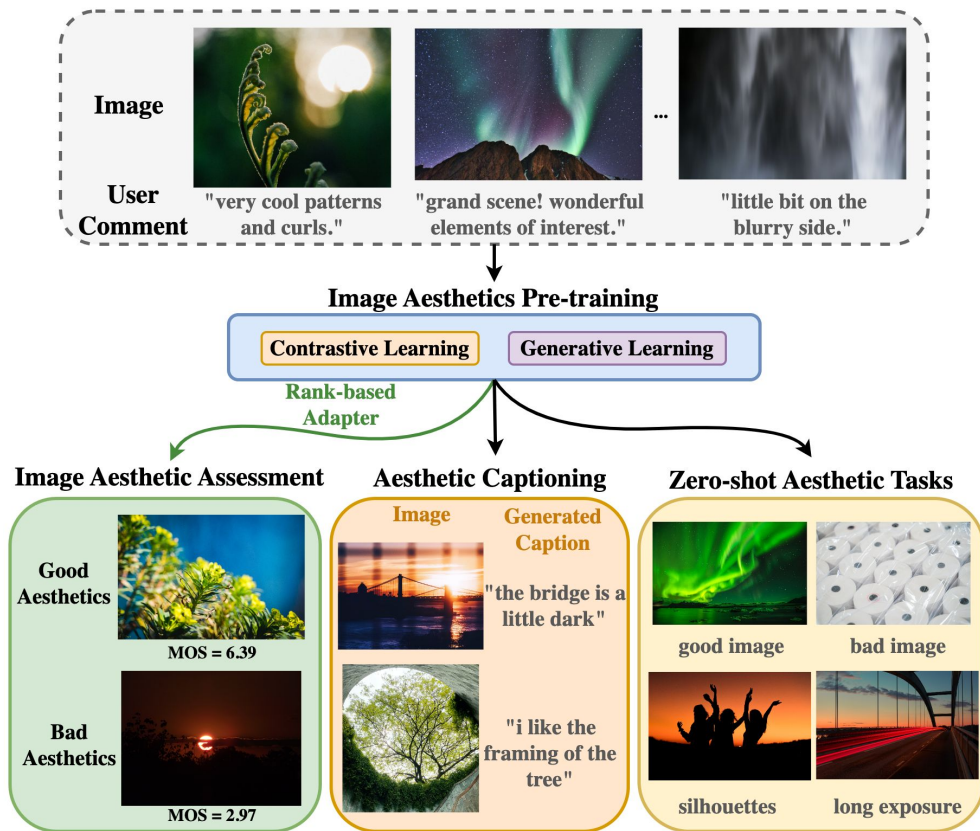 Image
...
User
Comment
"very cool patterns
and curls."
"grand scene! wonderful
elements of interest."
"little bit on the
blurry side."
Image Aesthetics Pre-training
Contrastive Learning
Generative Learning
Rank-based
Adapter
Image Aesthetic Assessment
Good
Aesthetics
MOS = 6.39
Bad
Aesthetics
MOS = 2.97
Aesthetic Captioning
Image
Generated
Caption
"the bridge is a
little dark"
"i like the
framing of the
tree"
Zero-shot Aesthetic Tasks
good image
bad image
silhouettes
long exposure